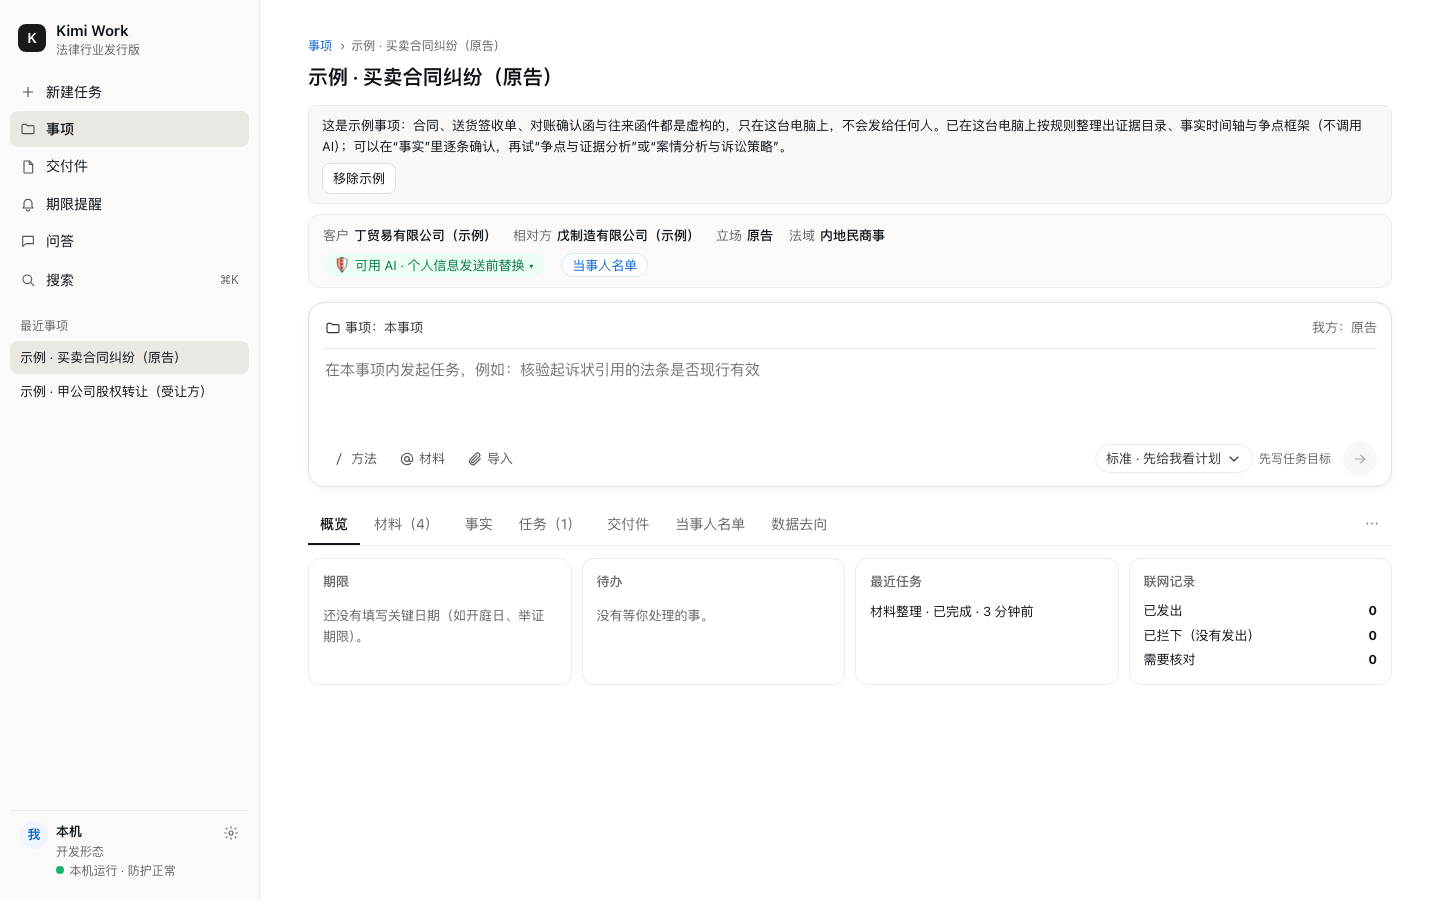 K
Kimi Work
法律行业发行版
新建任务
事项
交付件
期限提醒
问答
搜索 ⌘K
最近事项
示例 · 买卖合同纠纷（原告）
示例 · 甲公司股权转让（受让方）
我 本机
开发形态
本机运行 · 防护正常
事项 › 示例 · 买卖合同纠纷（原告）
示例 · 买卖合同纠纷（原告）
这是示例事项：合同、送货签收单、对账确认函与往来函件都是虚构的，只在这台电脑上，不会发给任何人。已在这台电脑上按规则整理出证据目录、事实时间轴与争点框架（不调用
AI）；可以在“事实”里逐条确认，再试“争点与证据分析”或“案情分析与诉讼策略”。
移除示例
客户 丁贸易有限公司（示例） 相对方 戊制造有限公司（示例） 立场 原告 法域 内地民商事
可用 AI · 个人信息发送前替换 当事人名单
事项：本事项 我方：原告
在本事项内发起任务，例如：核验起诉状引用的法条是否现行有效
/ 方法 材料 导入 标准 · 先给我看计划 先写任务目标
概览 材料（4） 事实 任务（1） 交付件 当事人名单 数据去向 ···
期限
还没有填写关键日期（如开庭日、举证
期限）。
待办
没有等你处理的事。
最近任务
材料整理 · 已完成 · 3 分钟前
联网记录
已发出 0
已拦下（没有发出） 0
需要核对 0